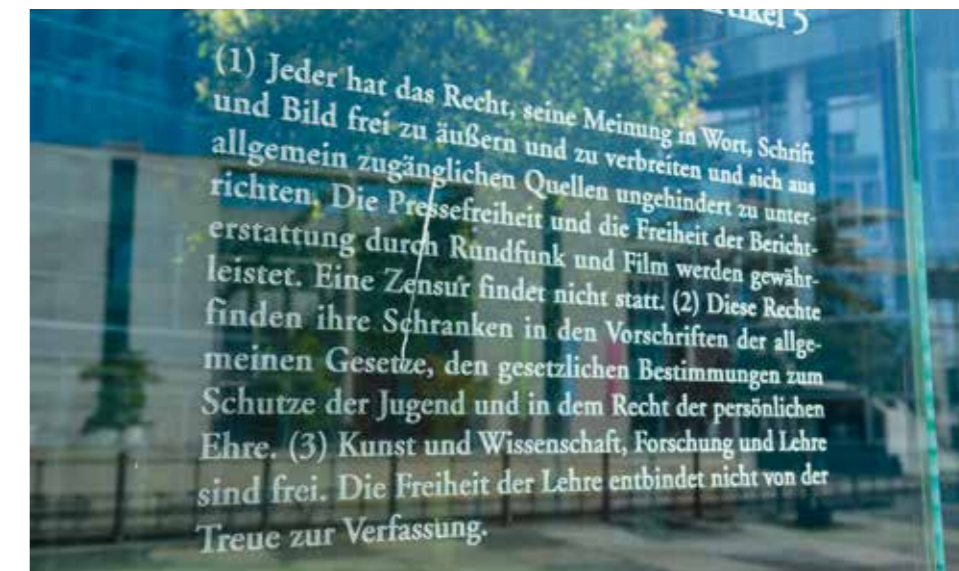 Artikel 5
(1) Jeder hat das Recht, seine Meinung in Wort, Schrift
und Bild frei zu äußern und zu verbreiten und sich aus
allgemein zugänglichen Quellen ungehindert zu unter-
richten. Die Pressefreiheit und die Freiheit der Bericht-
erstattung durch Rundfunk und Film werden gewähr-
leistet. Eine Zensur findet nicht statt. (2) Diese Rechte
finden ihre Schranken in den Vorschriften der allge-
meinen Gesetze, den gesetzlichen Bestimmungen zum
Schutze der Jugend und in dem Recht der persönlichen
Ehre. (3) Kunst und Wissenschaft, Forschung und Lehre
sind frei. Die Freiheit der Lehre entbindet nicht von der
Treue zur Verfassung.